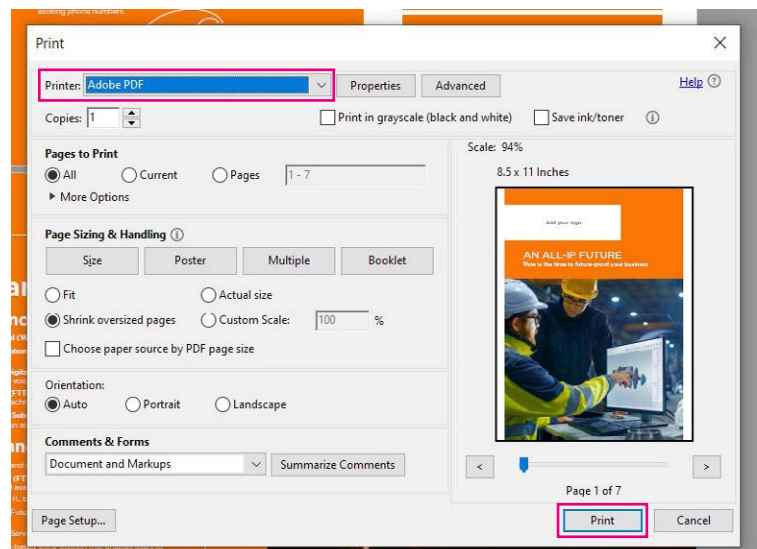 existing phone numbers.
Print
Printer: Adobe PDF
Properties
Advanced
Help
Copies: 1
Print in grayscale (black and white)
Save ink/toner
Pages to Print
All
Current
Pages
1 - 7
More Options
Scale: 94%
8.5 x 11 Inches
Page Sizing & Handling
Size
Poster
Multiple
Booklet
Fit
Actual size
Shrink oversized pages
Custom Scale:
100
%
Choose paper source by PDF page size
Orientation:
Auto
Portrait
Landscape
Comments & Forms
Document and Markups
Summarize Comments
Add your logo
AN ALL-IP FUTURE
Now is the time to future-proof your business
<
>
Page 1 of 7
Page Setup...
Print
Cancel